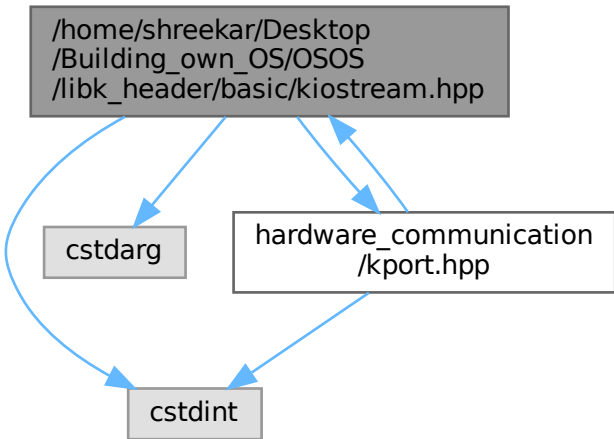 /home/shreekar/Desktop
/Building_own_OS/OSOS
/libk_header/basic/kiostream.hpp
cstdarg
hardware_communication
/kport.hpp
cstdint